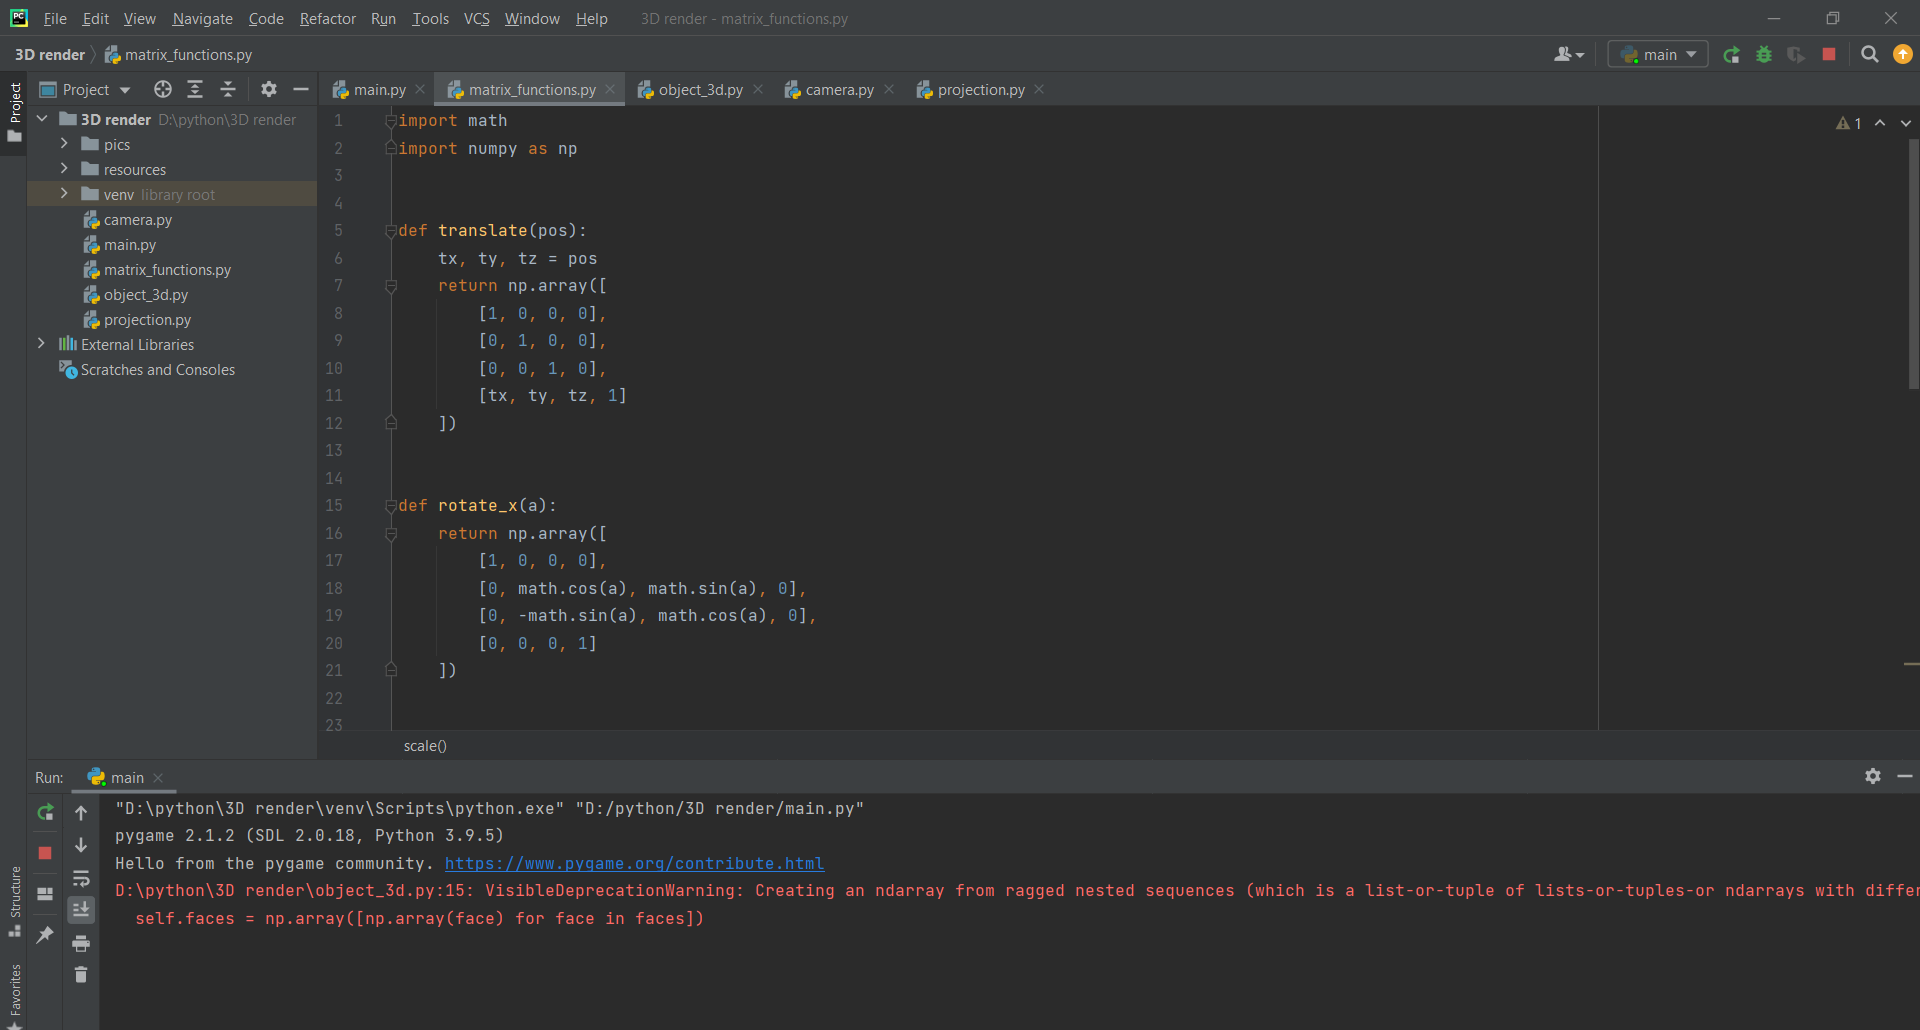 PC File Edit View Navigate Code Refactor Run Tools VCS Window Help 3D render - matrix_functions.py
3D render matrix_functions.py main
Project
Project main.py matrix_functions.py object_3d.py camera.py projection.py
3D render D:\python\3D render
pics
resources
venv library root
camera.py
main.py
matrix_functions.py
object_3d.py
projection.py
External Libraries
Scratches and Consoles
1 import math
2 import numpy as np
3
4
5 def translate(pos):
6 tx, ty, tz = pos
7 return np.array([
8 [1, 0, 0, 0],
9 [0, 1, 0, 0],
10 [0, 0, 1, 0],
11 [tx, ty, tz, 1]
12 ])
13
14
15 def rotate_x(a):
16 return np.array([
17 [1, 0, 0, 0],
18 [0, math.cos(a), math.sin(a), 0],
19 [0, -math.sin(a), math.cos(a), 0],
20 [0, 0, 0, 1]
21 ])
22
23
1
scale()
Run: main
"D:\python\3D render\venv\Scripts\python.exe" "D:/python/3D render/main.py"
pygame 2.1.2 (SDL 2.0.18, Python 3.9.5)
Hello from the pygame community. https://www.pygame.org/contribute.html
D:\python\3D render\object_3d.py:15: VisibleDeprecationWarning: Creating an ndarray from ragged nested sequences (which is a list-or-tuple of lists-or-tuples-or ndarrays with differ
self.faces = np.array([np.array(face) for face in faces])
Structure
Favorites